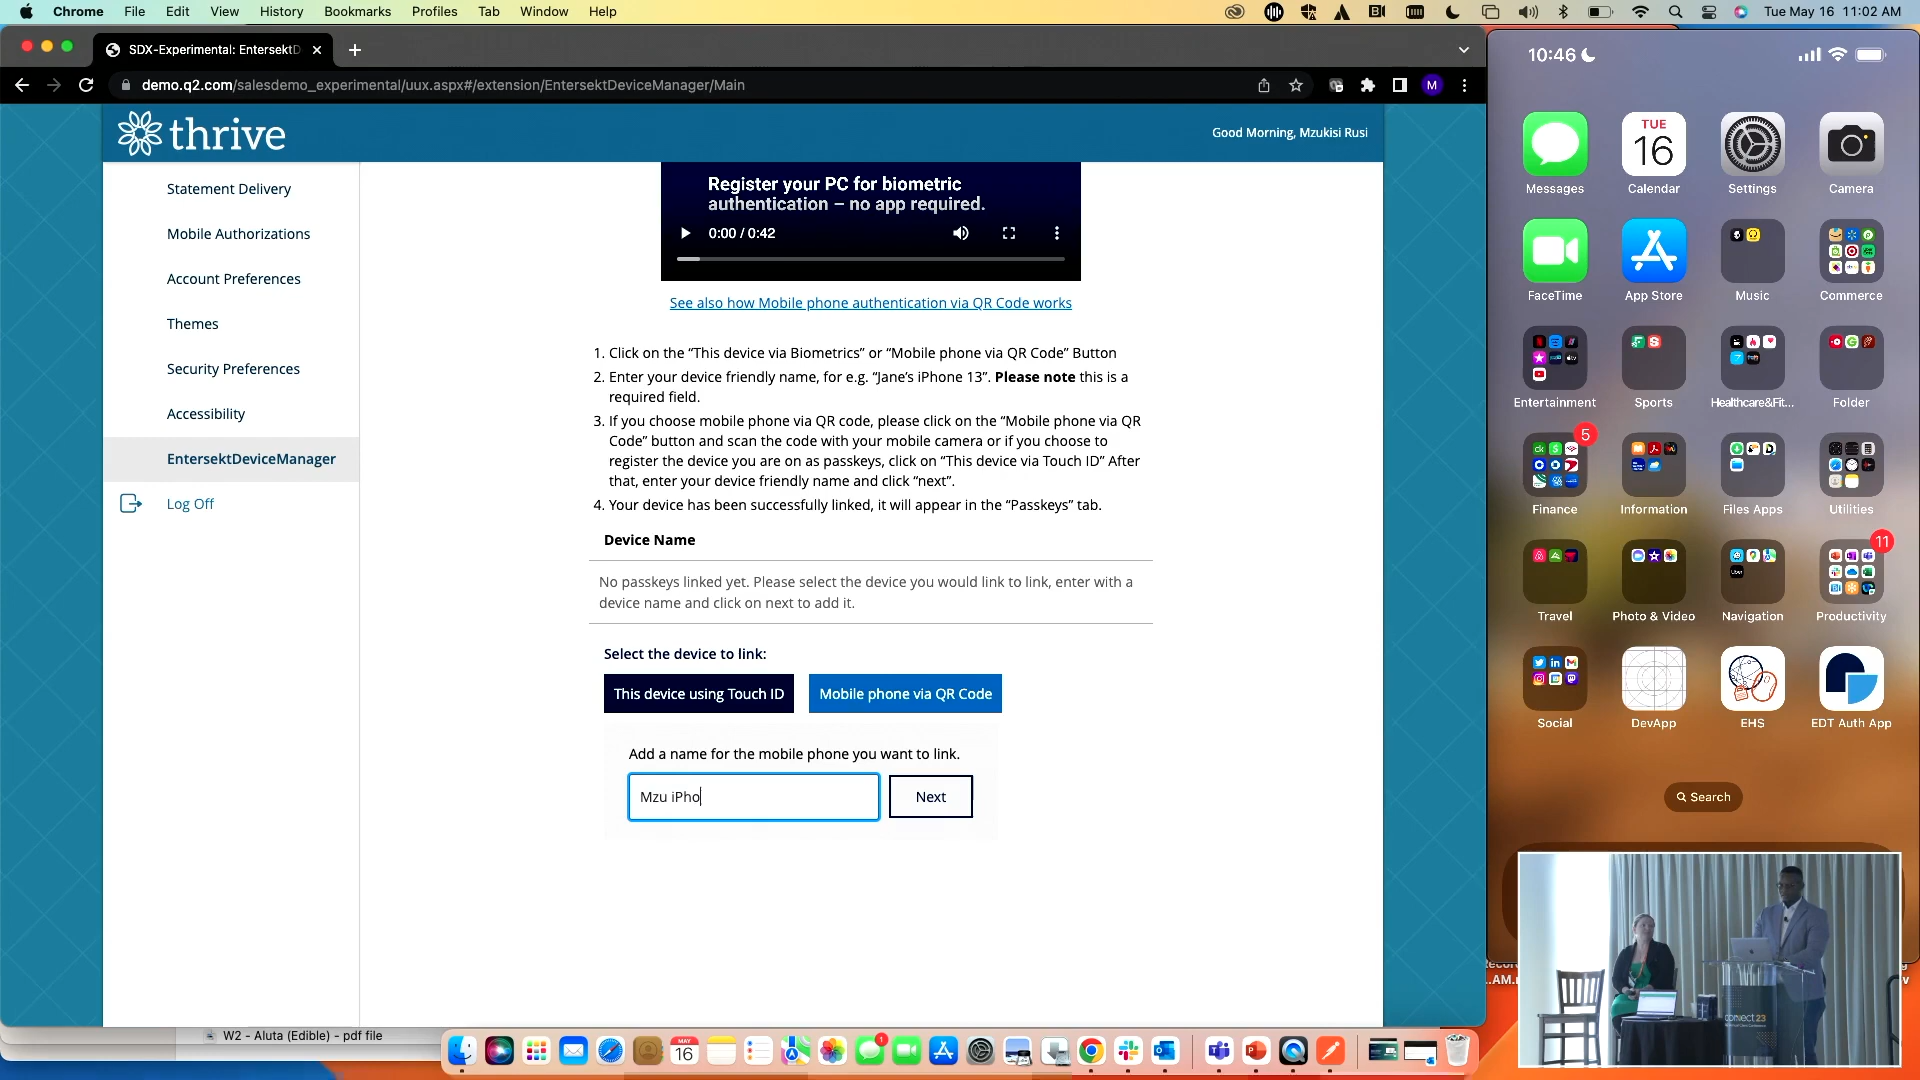 Chrome File Edit View History Bookmarks Profiles Tab Window Help
Tue May 16 11:02 AM
SDX-Experimental: EntersektD
demo.q2.com/salesdemo_experimental/uux.aspx#/extension/EntersektDeviceManager/Main
M
thrive
Good Morning, Mzukisi Rusi
Statement Delivery
Mobile Authorizations
Account Preferences
Themes
Security Preferences
Accessibility
EntersektDeviceManager
Log Off
Register your PC for biometric
authentication – no app required.
0:00 / 0:42
See also how Mobile phone authentication via QR Code works
1. Click on the “This device via Biometrics” or “Mobile phone via QR Code” Button
2. Enter your device friendly name, for e.g. “Jane’s iPhone 13”. Please note this is a
required field.
3. If you choose mobile phone via QR code, please click on the “Mobile phone via QR
Code” button and scan the code with your mobile camera or if you choose to
register the device you are on as passkeys, click on “This device via Touch ID” After
that, enter your device friendly name and click “next”.
4. Your device has been successfully linked, it will appear in the “Passkeys” tab.
Device Name
No passkeys linked yet. Please select the device you would link to link, enter with a
device name and click on next to add it.
Select the device to link:
This device using Touch ID
Mobile phone via QR Code
Add a name for the mobile phone you want to link.
Mzu iPho
Next
W2 - Aluta (Edible) - pdf file
MAY
16
1
10:46
TUE
16
Messages Calendar Settings Camera
FaceTime App Store Music Commerce
Entertainment Sports Healthcare&Fit... Folder
5
Finance Information Files Apps Utilities
11
Travel Photo & Video Navigation Productivity
Social DevApp EHS EDT Auth App
Search
connect 23